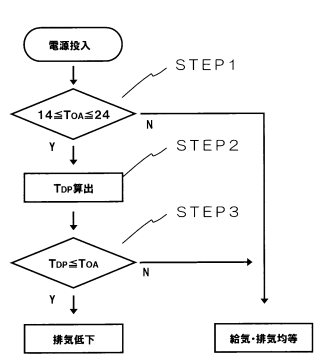 電源投入
STEP1
14≦TOA≦24
N
Y
STEP2
TDP算出
STEP3
TDP≦TOA
N
Y
排気低下
給気・排気均等